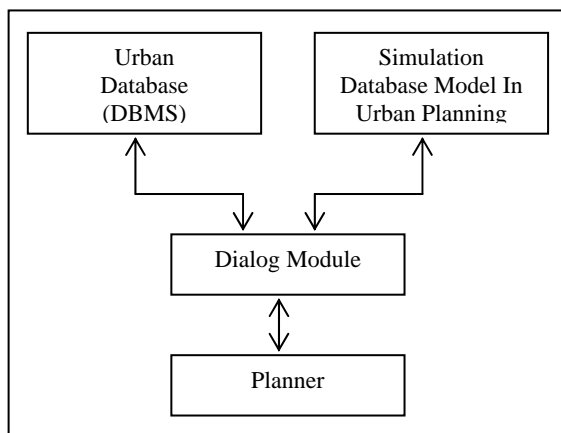 Urban
Database
(DBMS)
Simulation
Database Model In
Urban Planning
Dialog Module
Planner